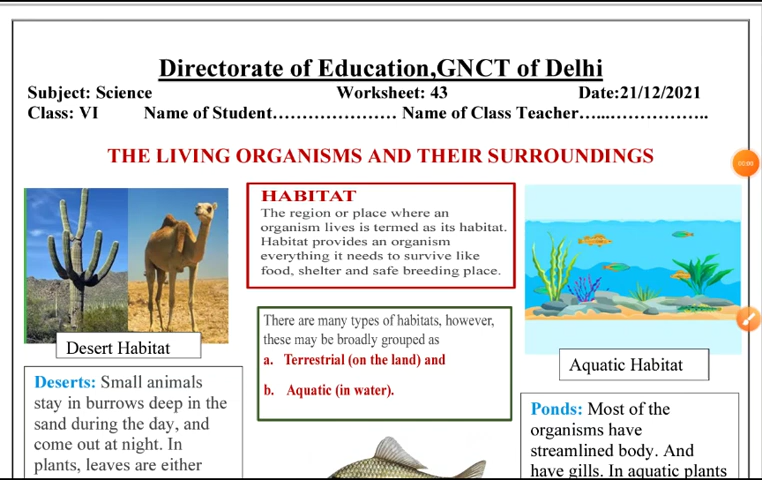 Directorate of Education,GNCT of Delhi
Subject: Science Worksheet: 43 Date:21/12/2021
Class: VI Name of Student………………… Name of Class Teacher…...……………..
THE LIVING ORGANISMS AND THEIR SURROUNDINGS
HABITAT
The region or place where an
organism lives is termed as its habitat.
Habitat provides an organism
everything it needs to survive like
food, shelter and safe breeding place.
There are many types of habitats, however,
these may be broadly grouped as
a. Terrestrial (on the land) and
b. Aquatic (in water).
Desert Habitat
Deserts: Small animals
stay in burrows deep in the
sand during the day, and
come out at night. In
plants, leaves are either
Aquatic Habitat
Ponds: Most of the
organisms have
streamlined body. And
have gills. In aquatic plants
00:09